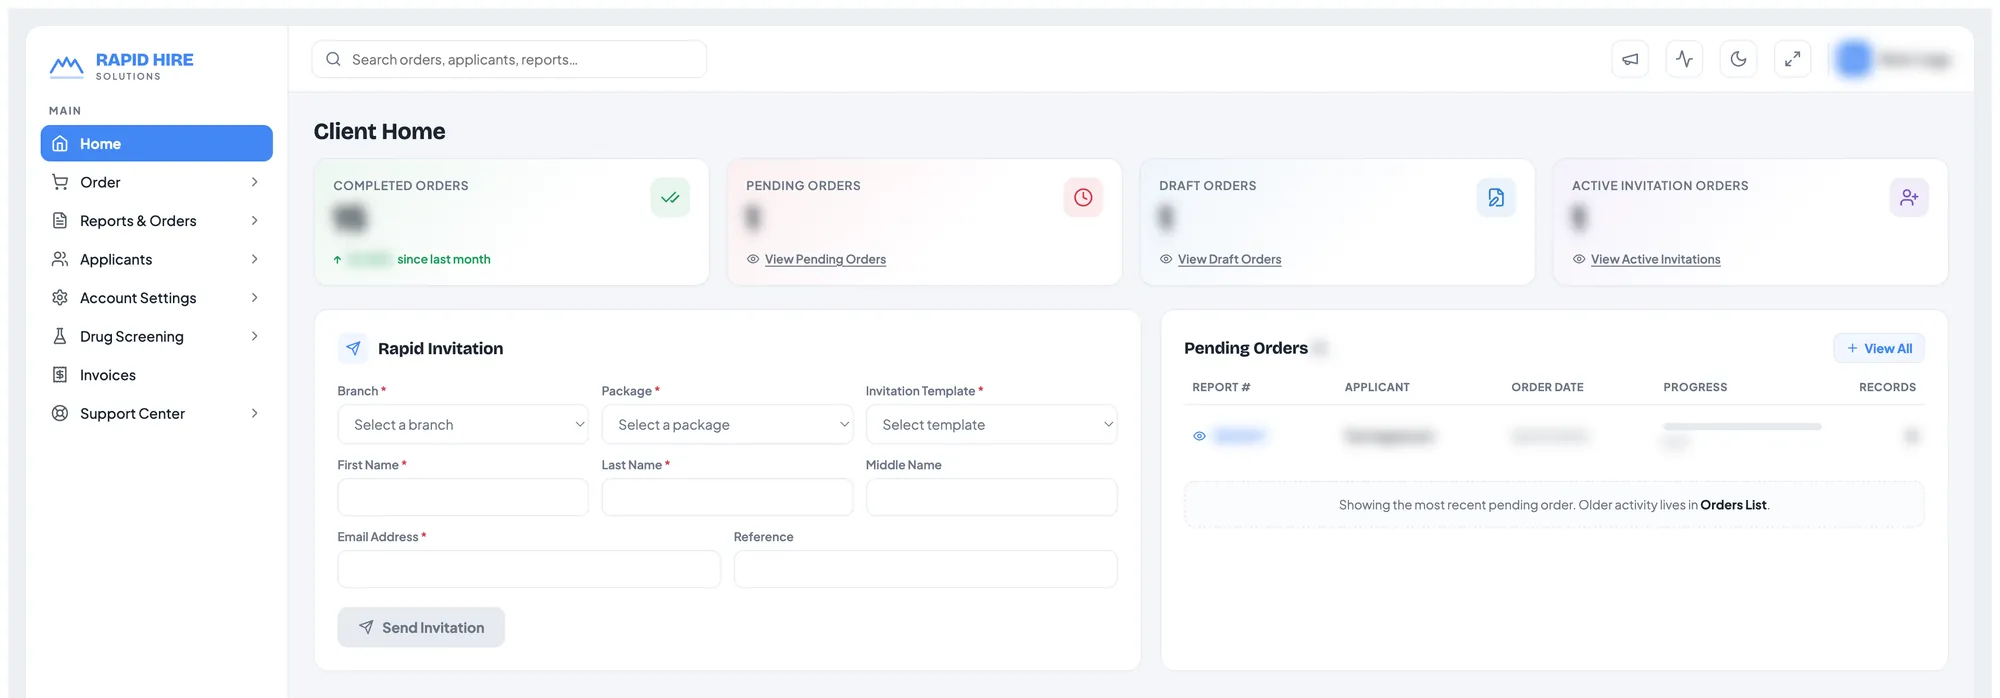 RAPID HIRE
SOLUTIONS
MAIN
Home
Order
Reports & Orders
Applicants
Account Settings
Drug Screening
Invoices
Support Center
Search orders, applicants, reports...
Client Home
COMPLETED ORDERS
since last month
PENDING ORDERS
View Pending Orders
DRAFT ORDERS
View Draft Orders
ACTIVE INVITATION ORDERS
View Active Invitations
Rapid Invitation
Branch *
Package *
Invitation Template *
Select a branch
Select a package
Select template
First Name *
Last Name *
Middle Name
Email Address *
Reference
Send Invitation
Pending Orders
+ View All
REPORT # APPLICANT ORDER DATE PROGRESS RECORDS
Showing the most recent pending order. Older activity lives in Orders List.